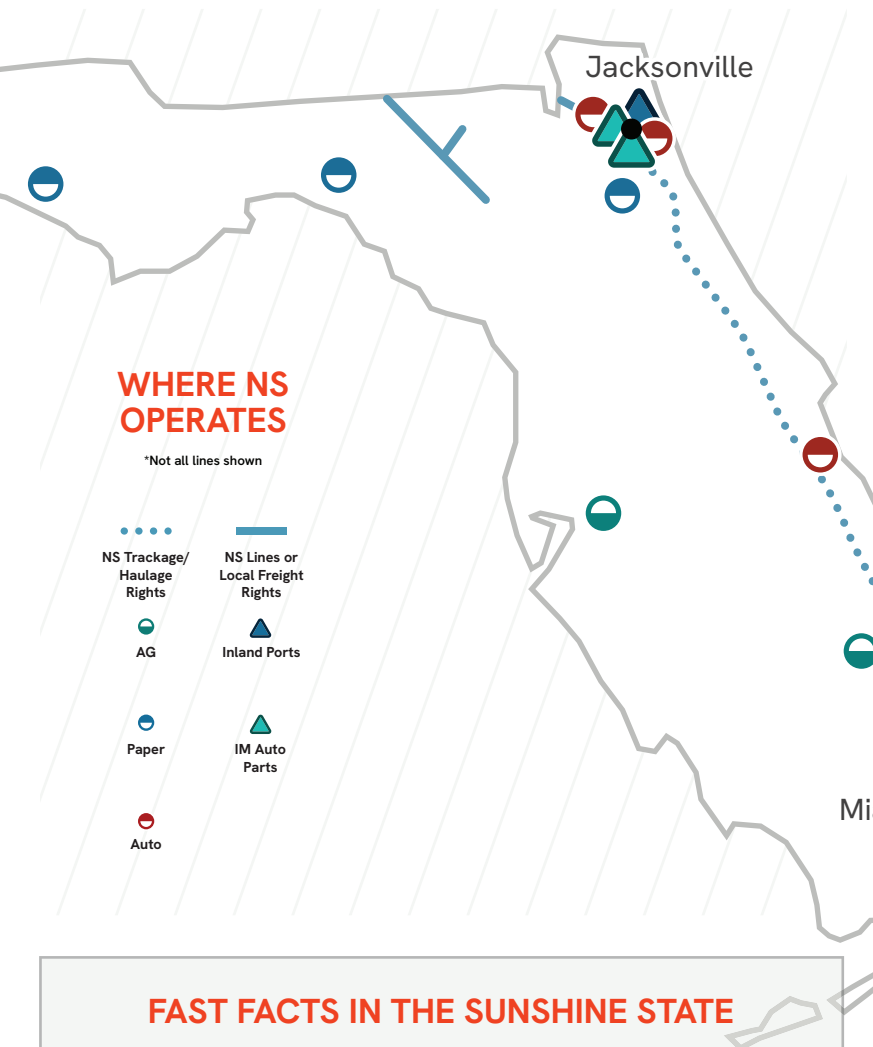 Jacksonville
WHERE NS
OPERATES
*Not all lines shown
NS Trackage/
Haulage
Rights
NS Lines or
Local Freight
Rights
AG
Inland Ports
Paper
IM Auto
Parts
Auto
FAST FACTS IN THE SUNSHINE STATE